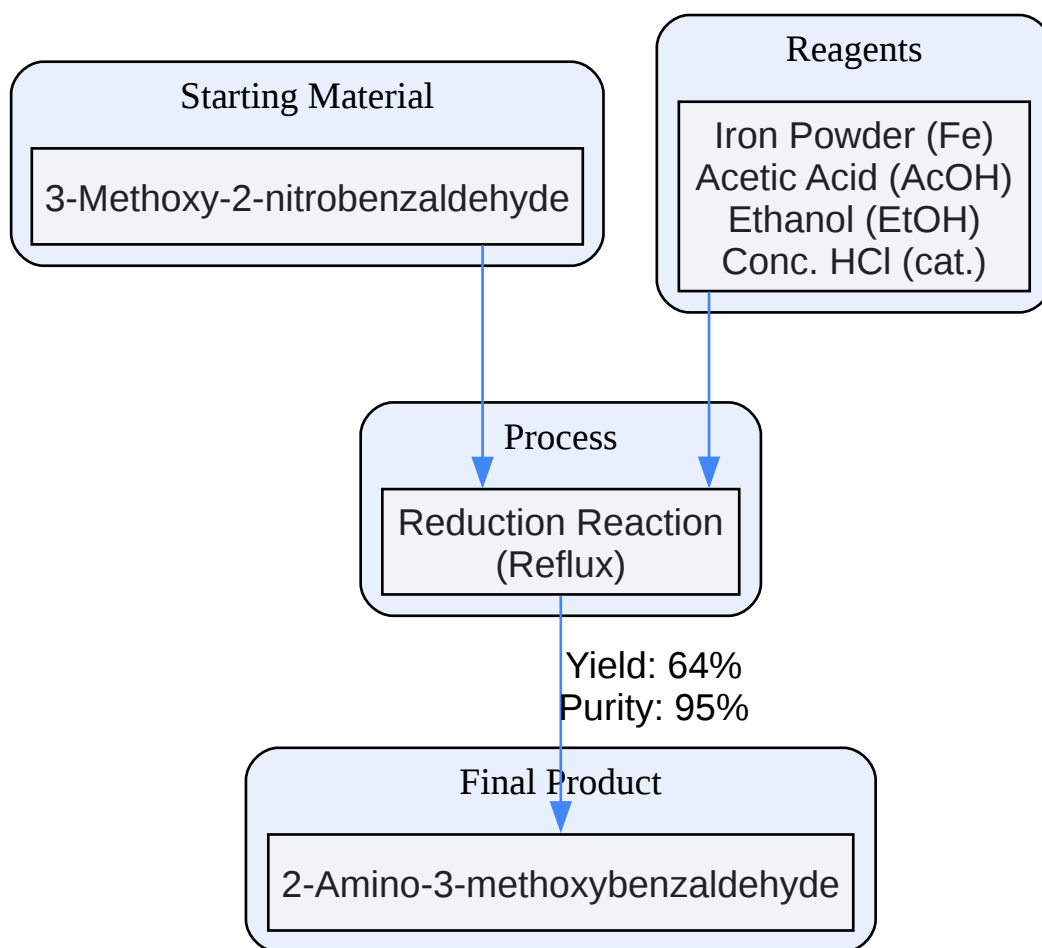 Starting Material
3-Methoxy-2-nitrobenzaldehyde
Reagents
Iron Powder (Fe)
Acetic Acid (AcOH)
Ethanol (EtOH)
Conc. HCl (cat.)
Process
Reduction Reaction
(Reflux)
Yield: 64%
Purity: 95%
Final Product
2-Amino-3-methoxybenzaldehyde